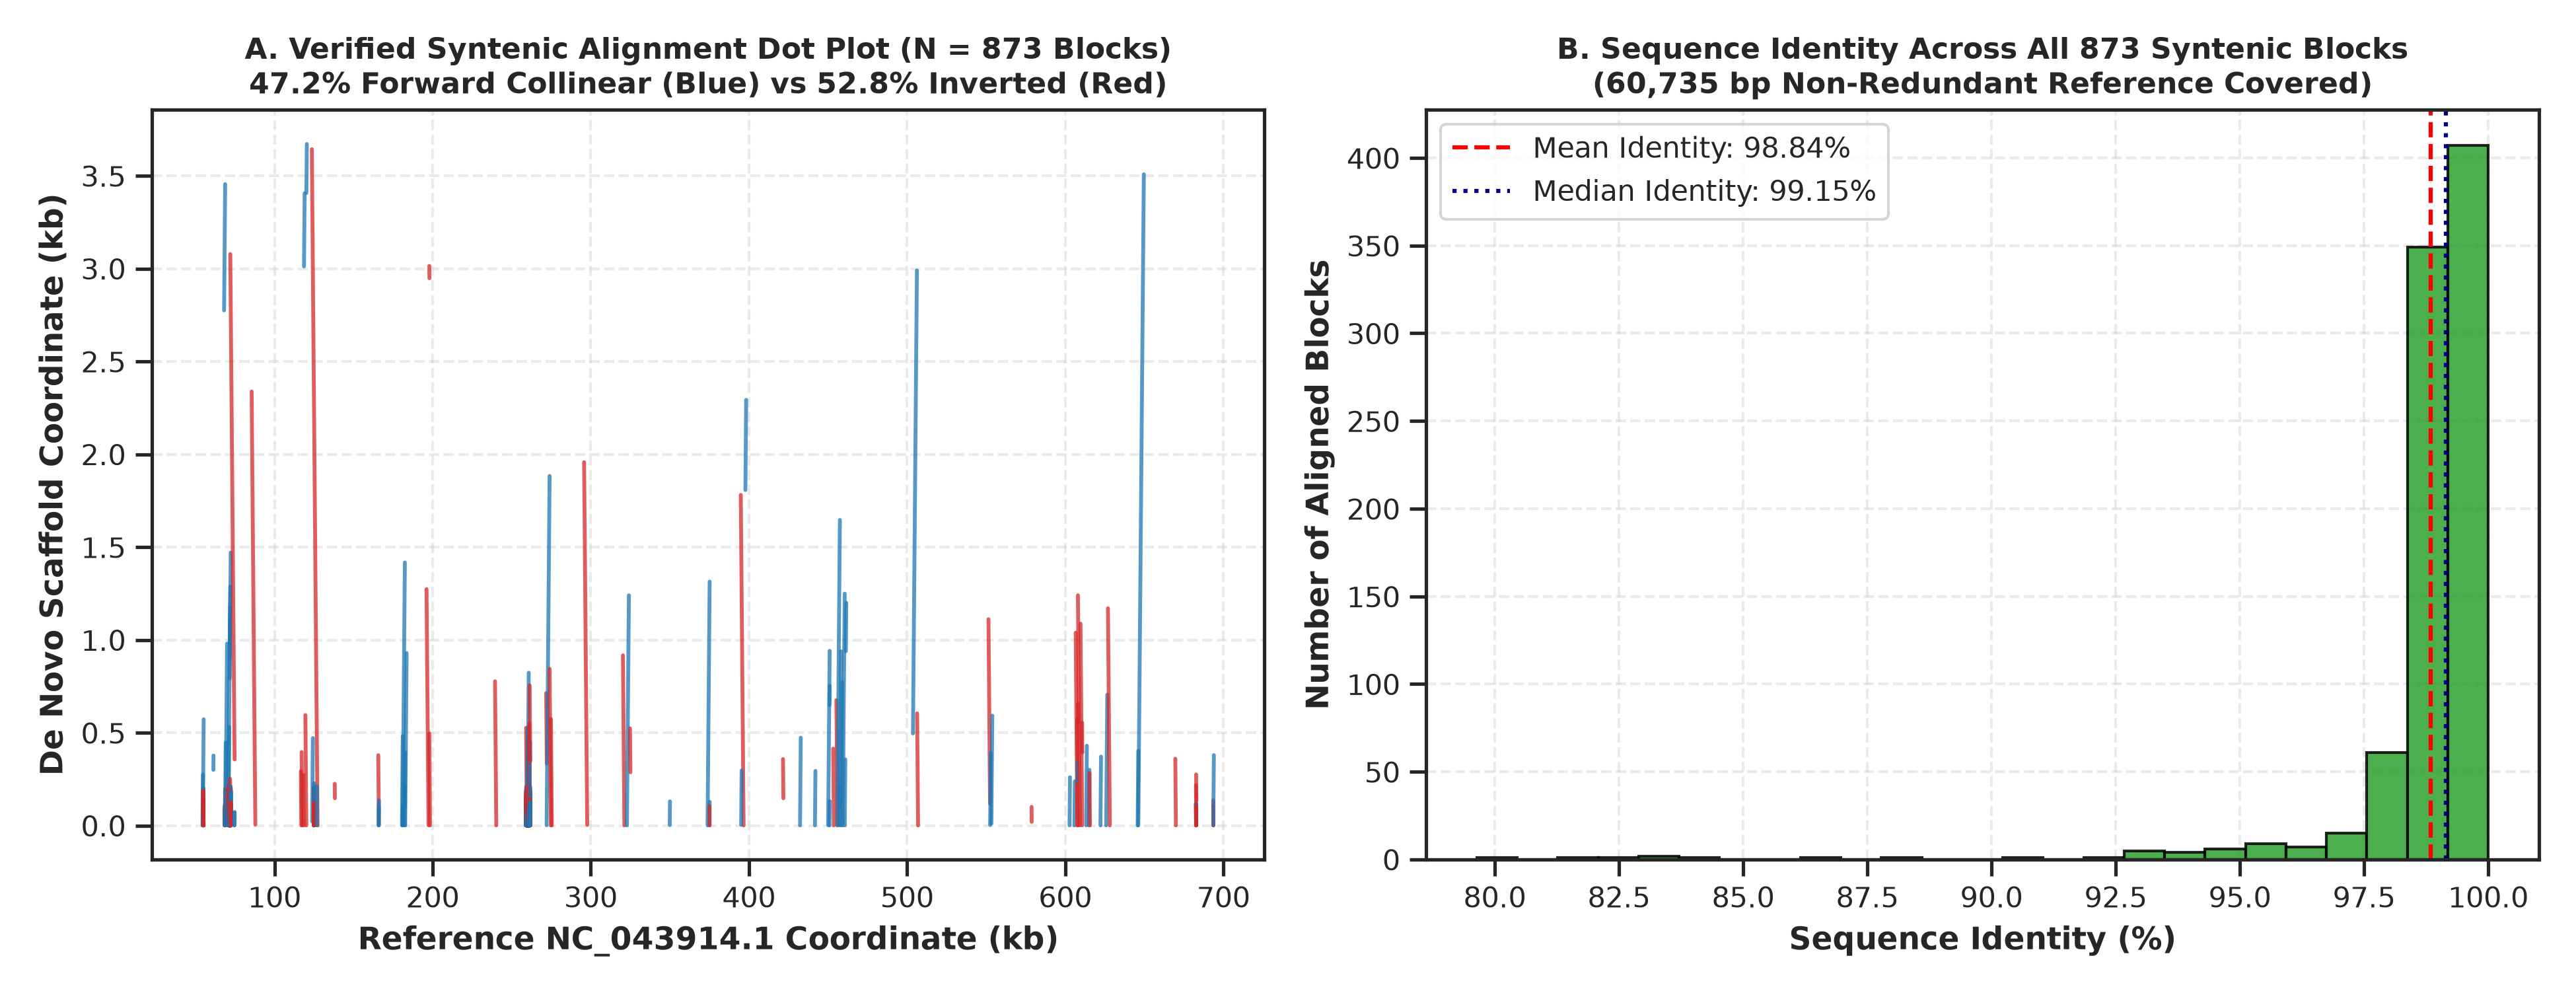 A. Verified Syntenic Alignment Dot Plot (N = 873 Blocks)
47.2% Forward Collinear (Blue) vs 52.8% Inverted (Red)
De Novo Scaffold Coordinate (kb)
3.5
3.0
2.5
2.0
1.5
1.0
0.5
0.0
100 200 300 400 500 600 700
Reference NC_043914.1 Coordinate (kb)
B. Sequence Identity Across All 873 Syntenic Blocks
(60,735 bp Non-Redundant Reference Covered)
Mean Identity: 98.84%
Median Identity: 99.15%
Number of Aligned Blocks
400
350
300
250
200
150
100
50
0
80.0 82.5 85.0 87.5 90.0 92.5 95.0 97.5 100.0
Sequence Identity (%)